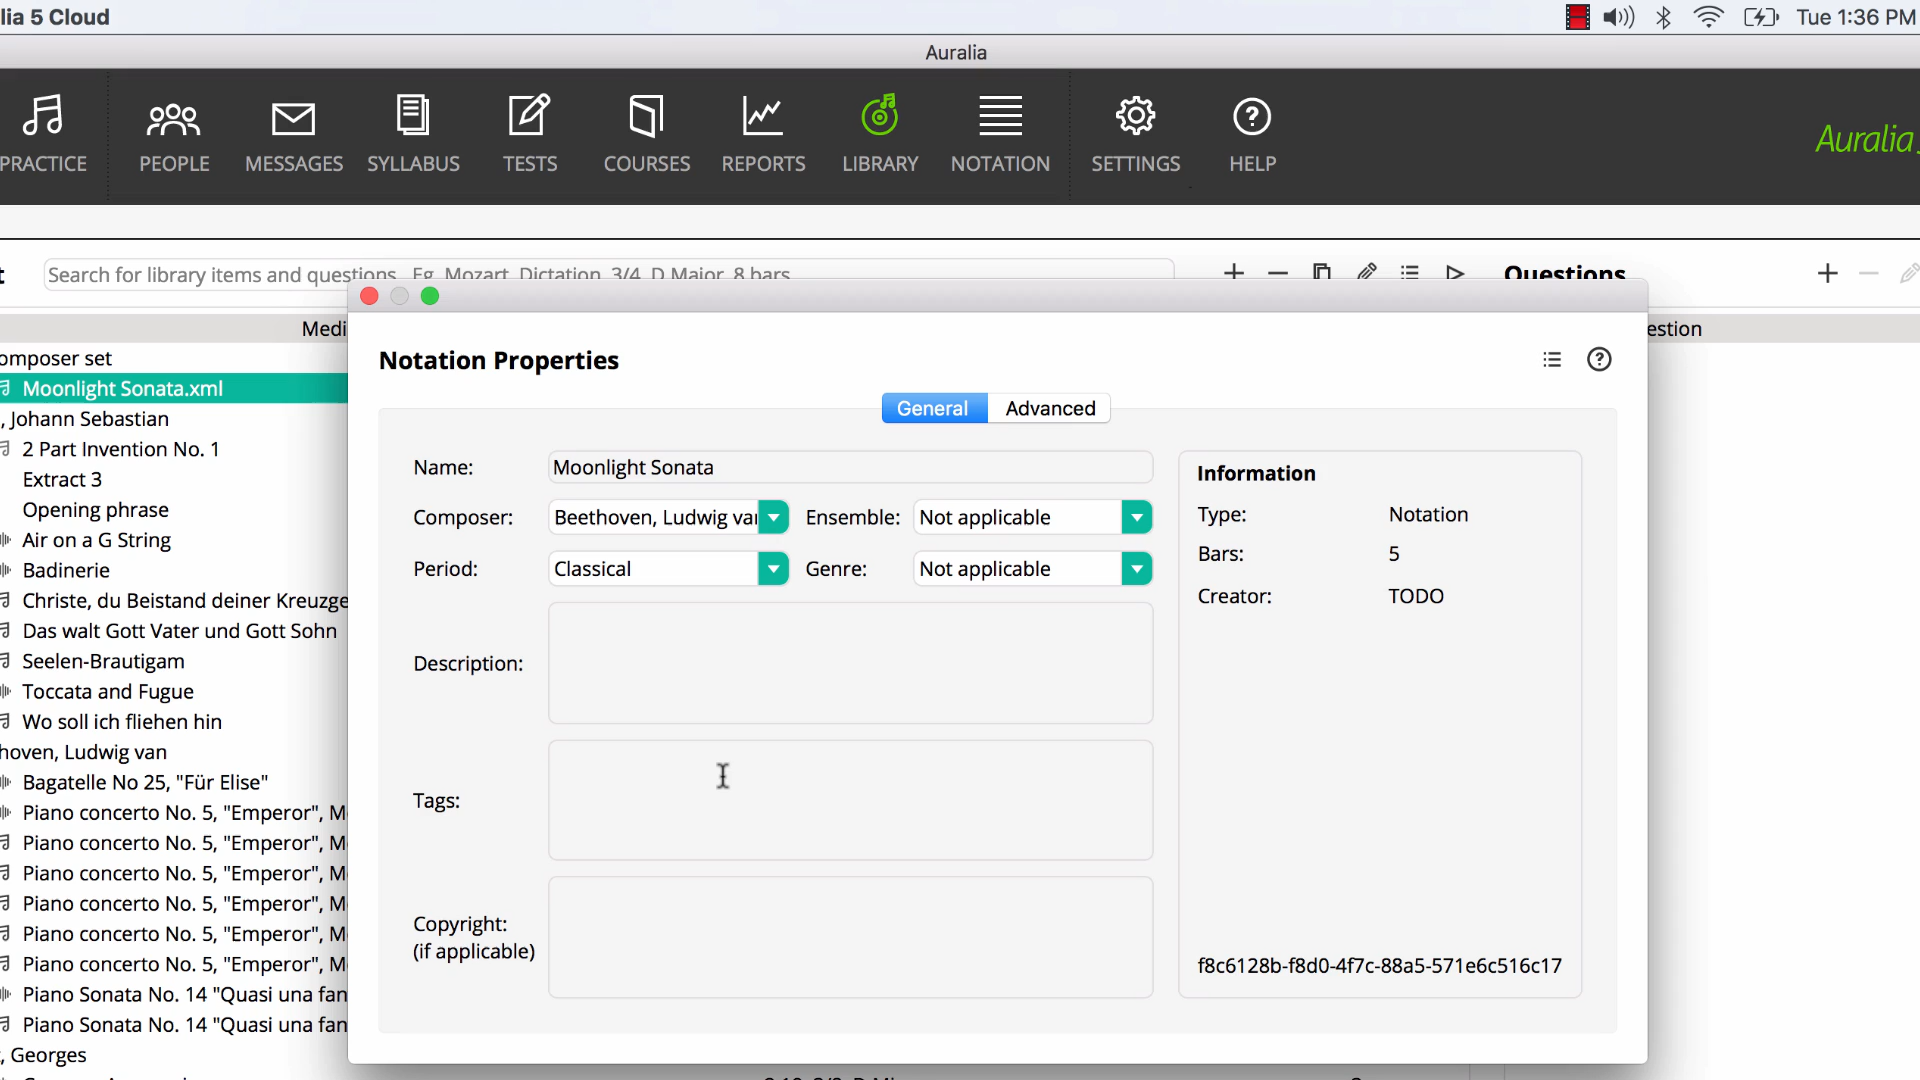 lia 5 Cloud
Tue 1:36 PM
Auralia
PRACTICE
PEOPLE
MESSAGES
SYLLABUS
TESTS
COURSES
REPORTS
LIBRARY
NOTATION
SETTINGS
HELP
Auralia
t
Search for library items and questions. Eg. Mozart, Dictation, 3/4, D Major, 8 bars
Questions
Medi
estion
omposer set
Moonlight Sonata.xml
, Johann Sebastian
2 Part Invention No. 1
Extract 3
Opening phrase
Air on a G String
Badinerie
Christe, du Beistand deiner Kreuzge
Das walt Gott Vater und Gott Sohn
Seelen-Brautigam
Toccata and Fugue
Wo soll ich fliehen hin
hoven, Ludwig van
Bagatelle No 25, "Für Elise"
Piano concerto No. 5, "Emperor", M
Piano concerto No. 5, "Emperor", M
Piano concerto No. 5, "Emperor", M
Piano concerto No. 5, "Emperor", M
Piano concerto No. 5, "Emperor", M
Piano concerto No. 5, "Emperor", M
Piano Sonata No. 14 "Quasi una fan
Piano Sonata No. 14 "Quasi una fan
, Georges
Notation Properties
General
Advanced
Name:
Moonlight Sonata
Composer:
Beethoven, Ludwig va
Ensemble:
Not applicable
Period:
Classical
Genre:
Not applicable
Description:
Tags:
Copyright:
(if applicable)
Information
Type:
Notation
Bars:
5
Creator:
TODO
f8c6128b-f8d0-4f7c-88a5-571e6c516c17